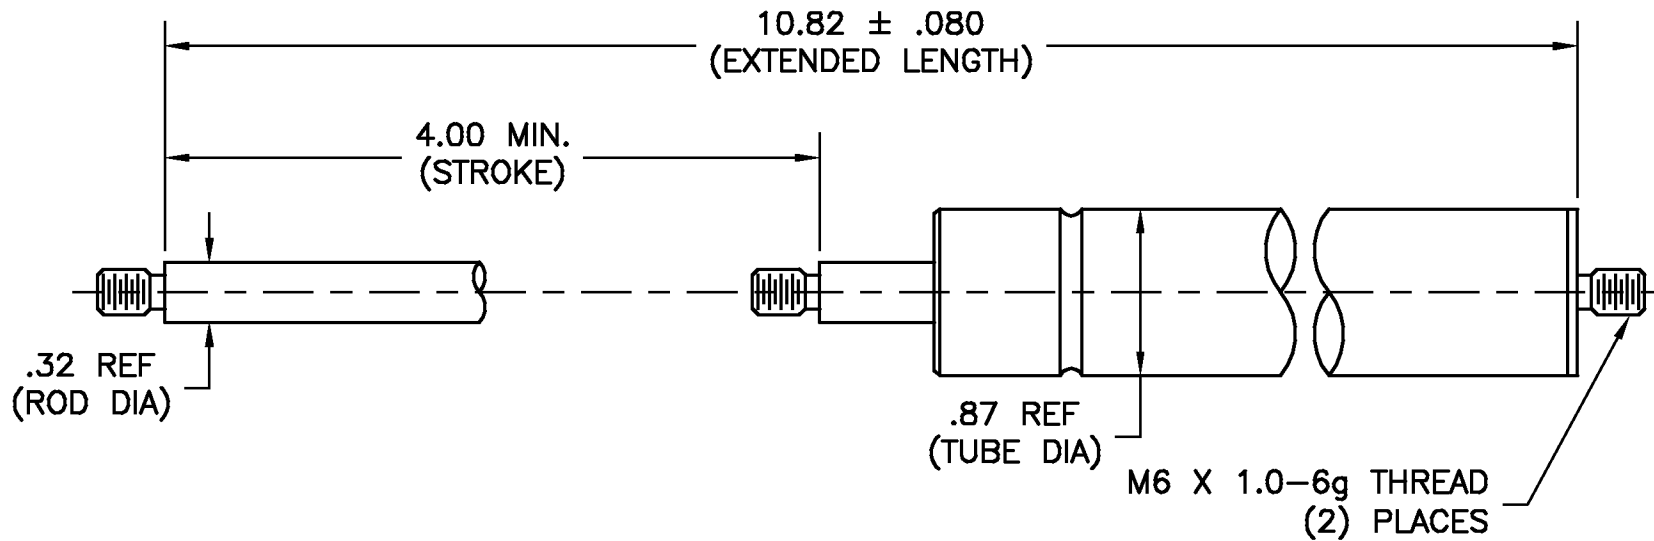 10.82 ± .080
(EXTENDED LENGTH)
4.00 MIN.
(STROKE)
.32 REF
(ROD DIA)
.87 REF
(TUBE DIA)
M6 X 1.0-6g THREAD
(2) PLACES